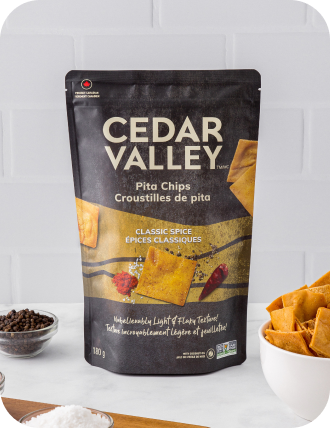 CEDAR
VALLEY
Pita Chips
Croustilles de pita
CLASSIC SPICE
ÉPICES CLASSIQUES
Unbelievably Light & Flaky Texture!
Texture incroyablement légère et feuilletée!
180 g